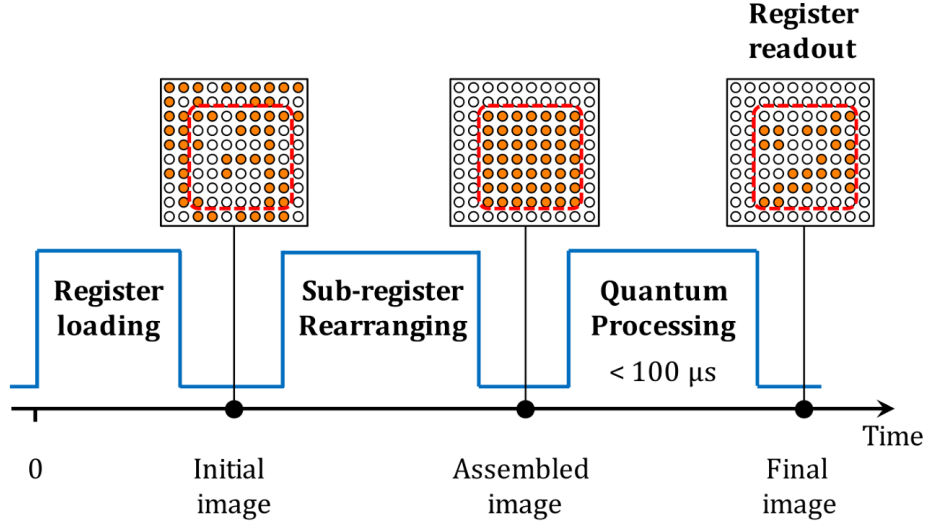 Register
readout
Register
loading
Sub-register
Rearranging
Quantum
Processing
< 100 μs
Time
0
Initial
image
Assembled
image
Final
image